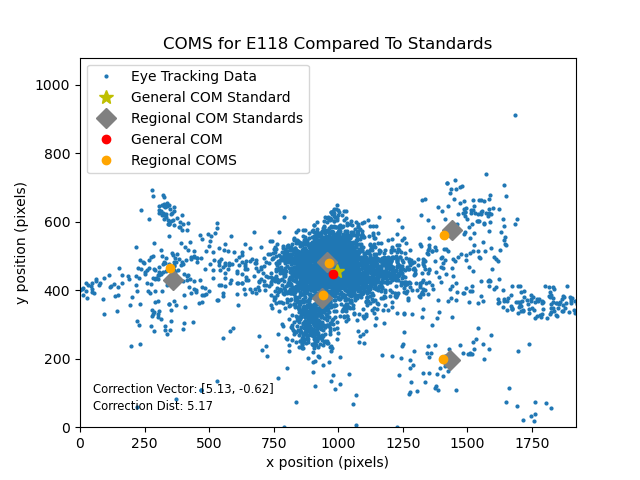 COMS for E118 Compared To Standards
Eye Tracking Data
General COM Standard
Regional COM Standards
General COM
Regional COMS
1000
800
600
400
200
0
y position (pixels)
Correction Vector: [5.13, -0.62]
Correction Dist: 5.17
0 250 500 750 1000 1250 1500 1750
x position (pixels)